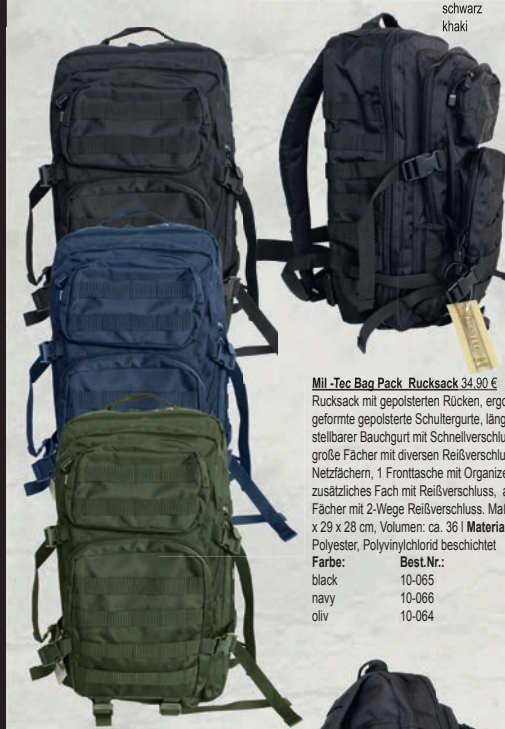 schwarz
khaki
Mil -Tec Bag Pack Rucksack 34,90 €
Rucksack mit gepolsterten Rücken, ergo
geformte gepolsterte Schultergurte, läng
stellbarer Bauchgurt mit Schnellverschlu
große Fächer mit diversen Reißverschlu
Netzfächern, 1 Fronttasche mit Organize
zusätzliches Fach mit Reißverschluss, a
Fächer mit 2-Wege Reißverschluss. Maß
x 29 x 28 cm, Volumen: ca. 36 l Materia
Polyester, Polyvinylchlorid beschichtet
Farbe: Best.Nr.:
black 10-065
navy 10-066
oliv 10-064